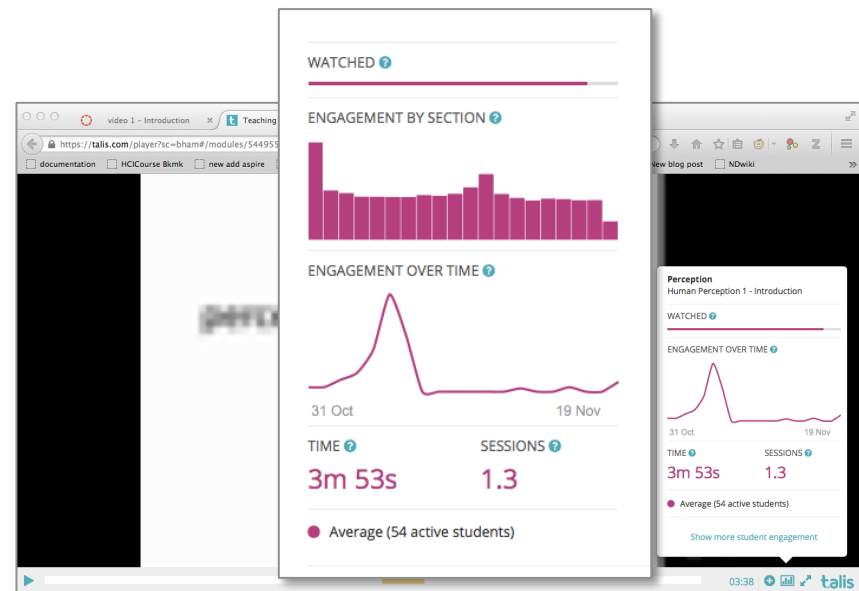 WATCHED ?
ENGAGEMENT BY SECTION ?
ENGAGEMENT OVER TIME ?
31 Oct 19 Nov
TIME ? SESSIONS ?
3m 53s 1.3
Average (54 active students)
video 1 - Introduction × t Teaching
https://talis.com/player?sc=bham#/modules/544955
documentation HCICourse Bkmk new add aspire
New blog post NDwiki
Perception
Human Perception 1 - Introduction
WATCHED ?
ENGAGEMENT OVER TIME ?
31 Oct 19 Nov
TIME ? SESSIONS ?
3m 53s 1.3
Average (54 active students)
Show more student engagement
03:38 talis